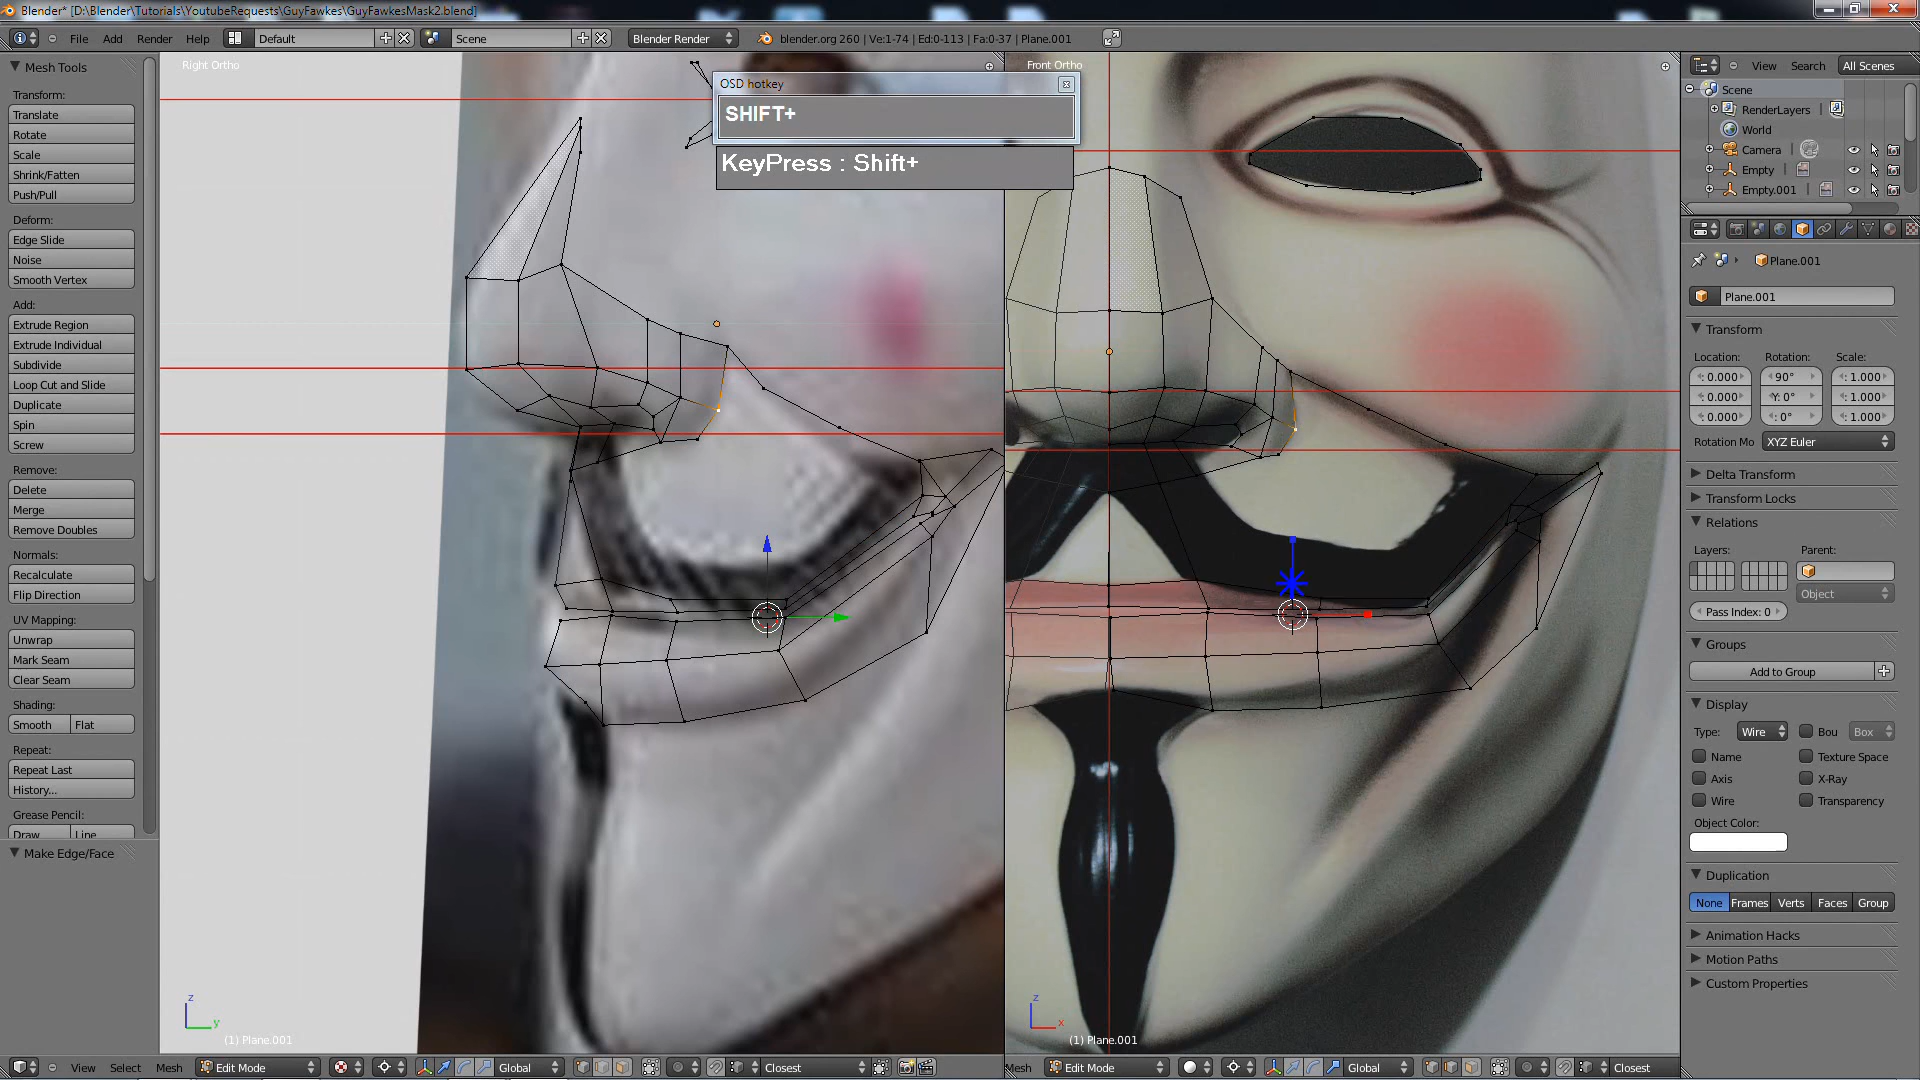 Blender* [D:\Blender\Tutorials\YoutubeRequests\GuyFawkes\GuyFawkesMask2.blend]
File Add Render Help Default Scene Blender Render blender.org 260 | Ve:1-74 | Ed:0-113 | Fa:0-37 | Plane.001
Mesh Tools
Transform:
Translate
Rotate
Scale
Shrink/Fatten
Push/Pull
Deform:
Edge Slide
Noise
Smooth Vertex
Add:
Extrude Region
Extrude Individual
Subdivide
Loop Cut and Slide
Duplicate
Spin
Screw
Remove:
Delete
Merge
Remove Doubles
Normals:
Recalculate
Flip Direction
UV Mapping:
Unwrap
Mark Seam
Clear Seam
Shading:
Smooth Flat
Repeat:
Repeat Last
History...
Grease Pencil:
Draw Line
Make Edge/Face
Right Ortho
OSD hotkey
SHIFT+
KeyPress : Shift+
z
y
(1) Plane.001
View Select Mesh Edit Mode Global Closest
Front Ortho
z
x
(1) Plane.001
Mesh Edit Mode Global Closest
View Search All Scenes
Scene
RenderLayers
World
Camera
Empty
Empty.001
Plane.001
Plane.001
Transform
Location: Rotation: Scale:
: 0.000 : 90° : 1.000
: 0.000 Y: 0° : 1.000
: 0.000 : 0° : 1.000
Rotation Mo XYZ Euler
Delta Transform
Transform Locks
Relations
Layers: Parent:
Object
Pass Index: 0
Groups
Add to Group
Display
Type: Wire Bou Box
Name Texture Space
Axis X-Ray
Wire Transparency
Object Color:
Duplication
None Frames Verts Faces Group
Animation Hacks
Motion Paths
Custom Properties